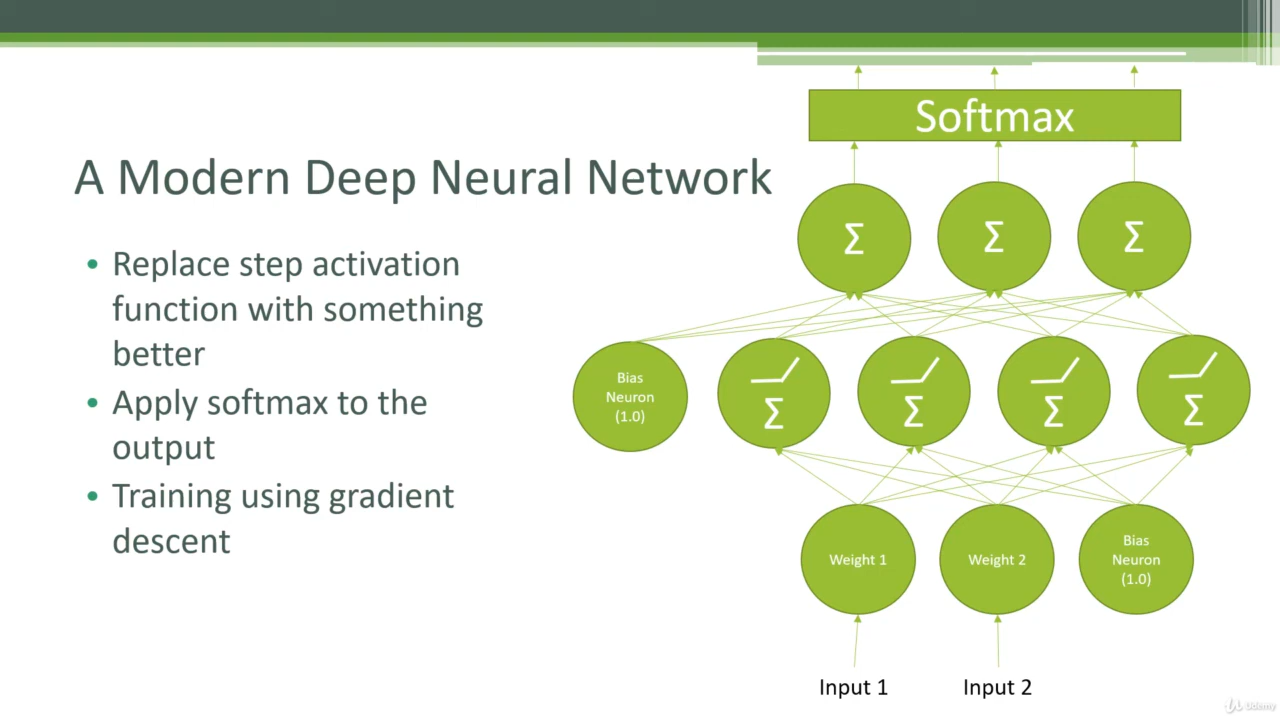 Softmax
A Modern Deep Neural Network
Σ Σ Σ
• Replace step activation
function with something
better
• Apply softmax to the
output
• Training using gradient
descent
Bias
Neuron
(1.0)
Σ Σ Σ Σ
Weight 1
Weight 2
Bias
Neuron
(1.0)
Input 1
Input 2
Udemy